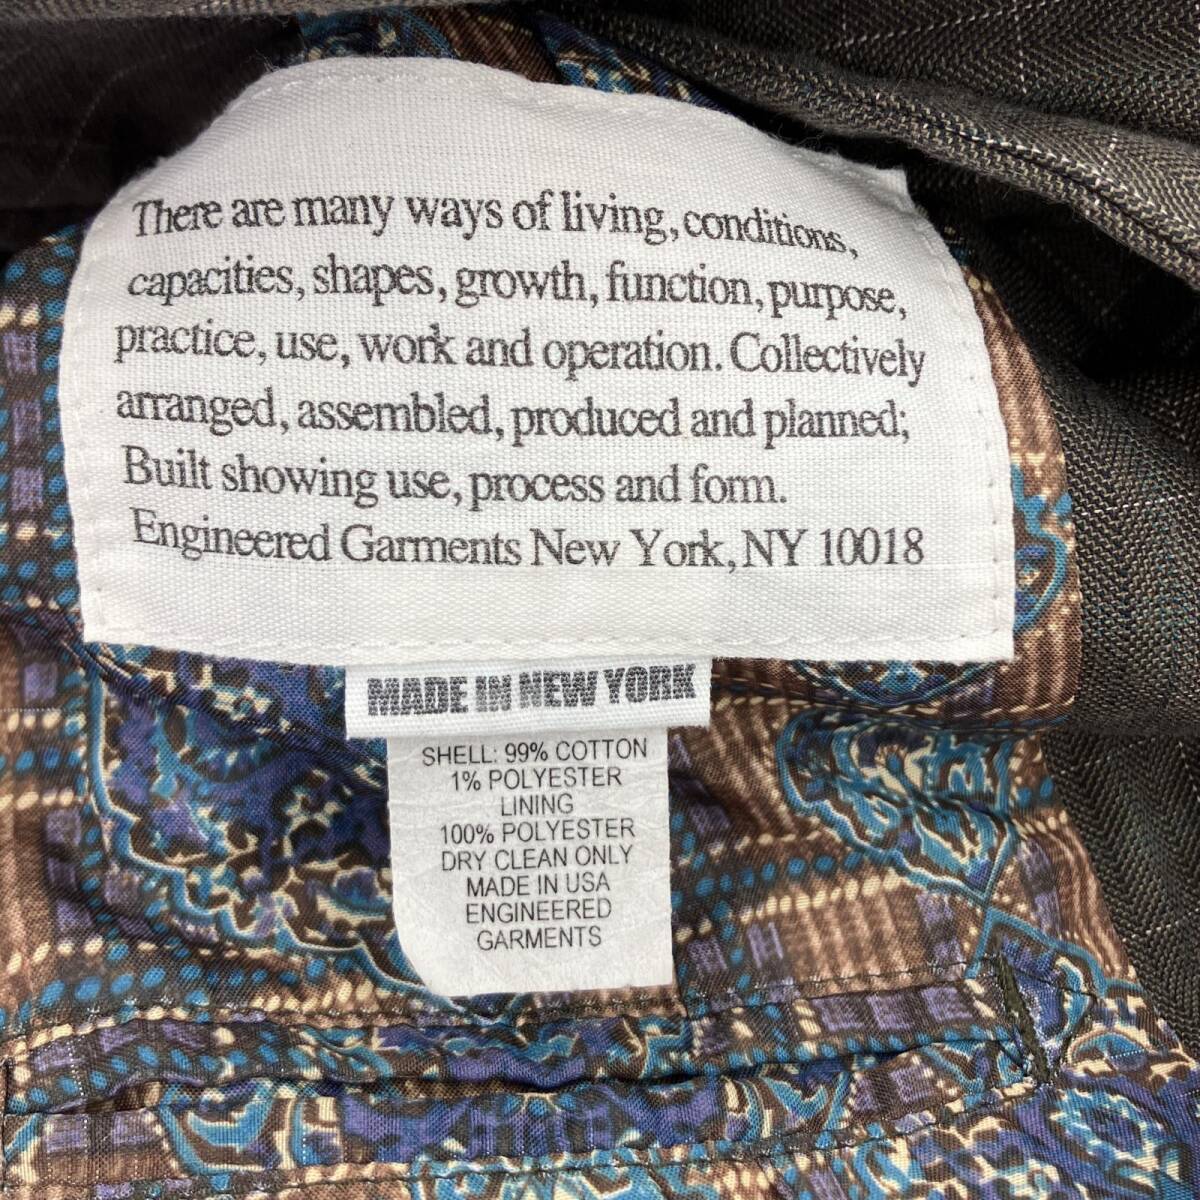 There are many ways of living, conditions,
capacities, shapes, growth, function, purpose,
practice, use, work and operation. Collectively
arranged, assembled, produced and planned;
Built showing use, process and form.
Engineered Garments New York, NY 10018
MADE IN NEW YORK
SHELL: 99% COTTON
1% POLYESTER
LINING
100% POLYESTER
DRY CLEAN ONLY
MADE IN USA
ENGINEERED
GARMENTS